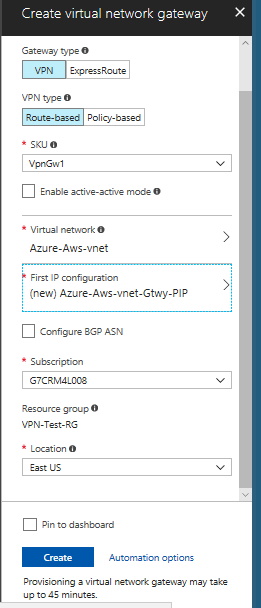 Create virtual network gateway
Gateway type
VPN ExpressRoute
VPN type
Route-based Policy-based
* SKU
VpnGw1
Enable active-active mode
* Virtual network
Azure-Aws-vnet
* First IP configuration
(new) Azure-Aws-vnet-Gtwy-PIP
Configure BGP ASN
* Subscription
G7CRM4L008
Resource group
VPN-Test-RG
* Location
East US
Pin to dashboard
Create Automation options
Provisioning a virtual network gateway may take
up to 45 minutes.